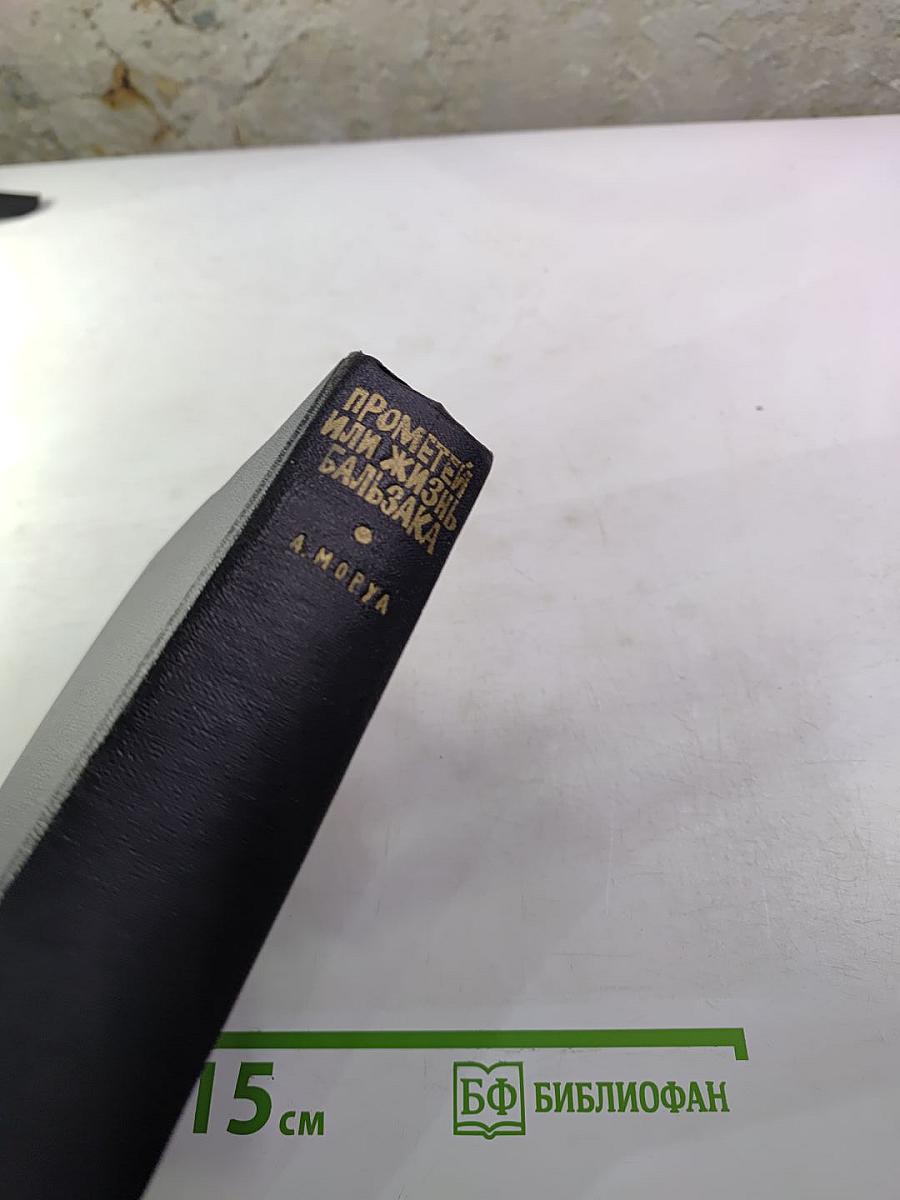 ПРОМЕТЕЙ
ИЛИ ЖИЗНЬ
БАЛЬЗАКА
А. МОРУА
15 см
БФ БИБЛИОФАН